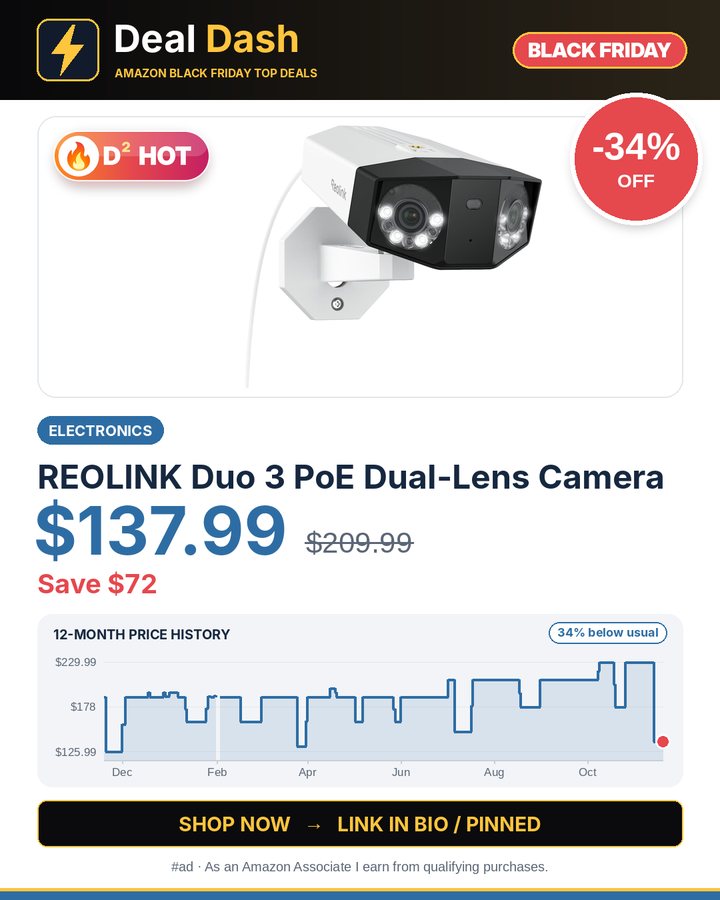 Deal Dash
AMAZON BLACK FRIDAY TOP DEALS
BLACK FRIDAY
D² HOT
-34%
OFF
Reolink
ELECTRONICS
REOLINK Duo 3 PoE Dual-Lens Camera
$137.99 $209.99
Save $72
12-MONTH PRICE HISTORY
34% below usual
$229.99
$178
$125.99
Dec Feb Apr Jun Aug Oct
SHOP NOW → LINK IN BIO / PINNED
#ad · As an Amazon Associate I earn from qualifying purchases.